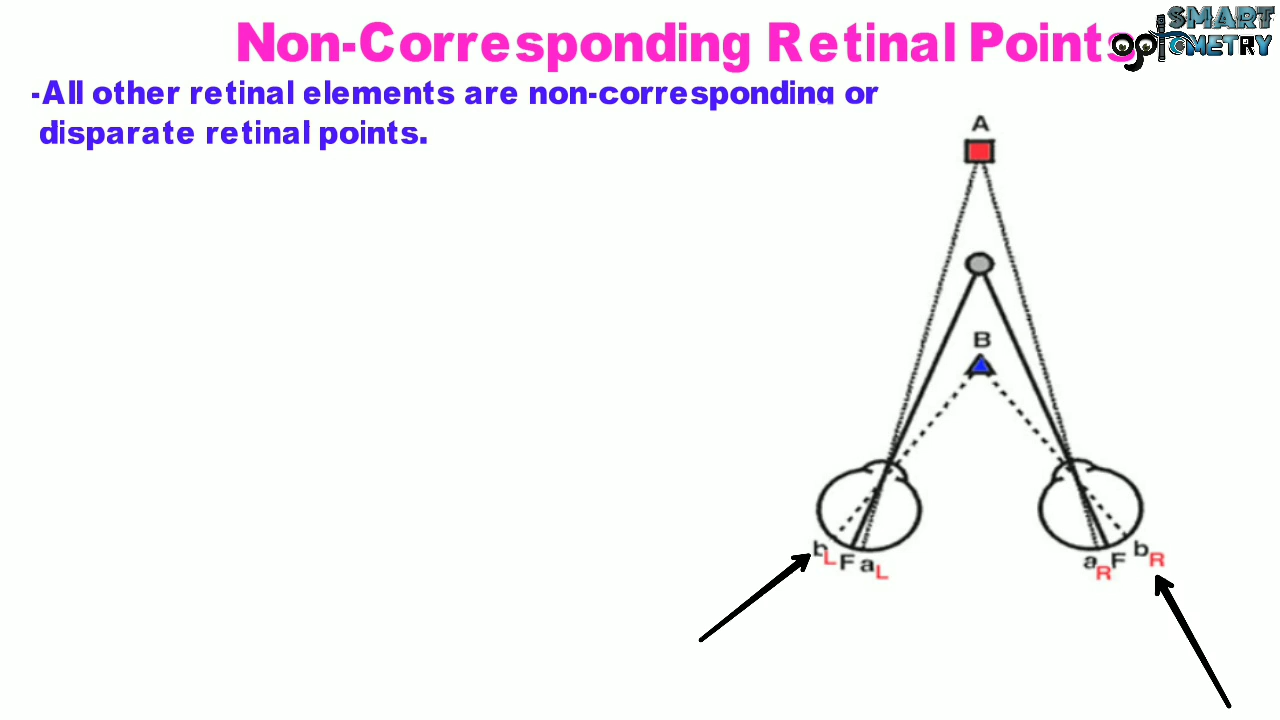 Non-Corresponding Retinal Points
SMART
OPTOMETRY
-All other retinal elements are non-corresponding or
disparate retinal points.
A
B
bL F aL
aR F bR